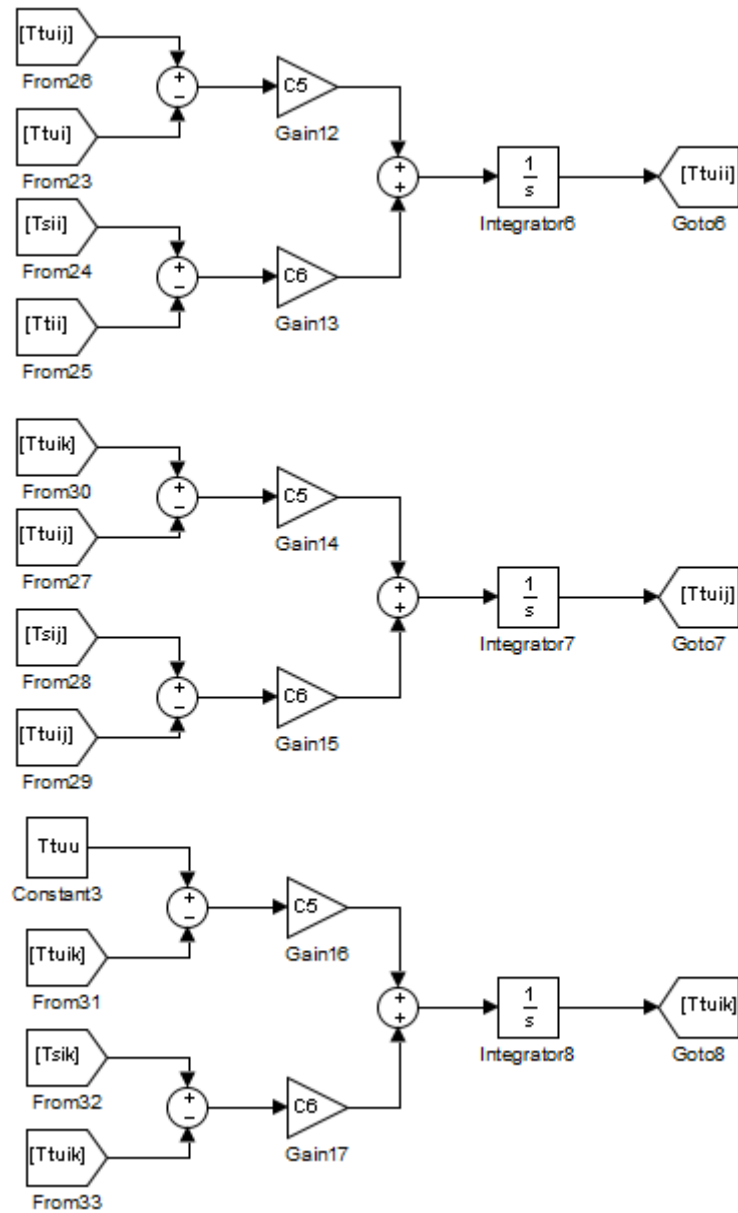 [Ttuij]
From26
+
−
C5
Gain12
[Ttui]
From23
+
+
1
s
Integrator6
[Ttuii]
Goto6
[Tsii]
From24
+
−
C6
Gain13
[Ttii]
From25
[Ttuik]
From30
+
−
C5
Gain14
[Ttuij]
From27
+
+
1
s
Integrator7
[Ttuij]
Goto7
[Tsij]
From28
+
−
C6
Gain15
[Ttuij]
From29
Ttuu
Constant3
+
−
C5
Gain16
[Ttuik]
From31
+
+
1
s
Integrator8
[Ttuik]
Goto8
[Tsik]
From32
+
−
C6
Gain17
[Ttuik]
From33